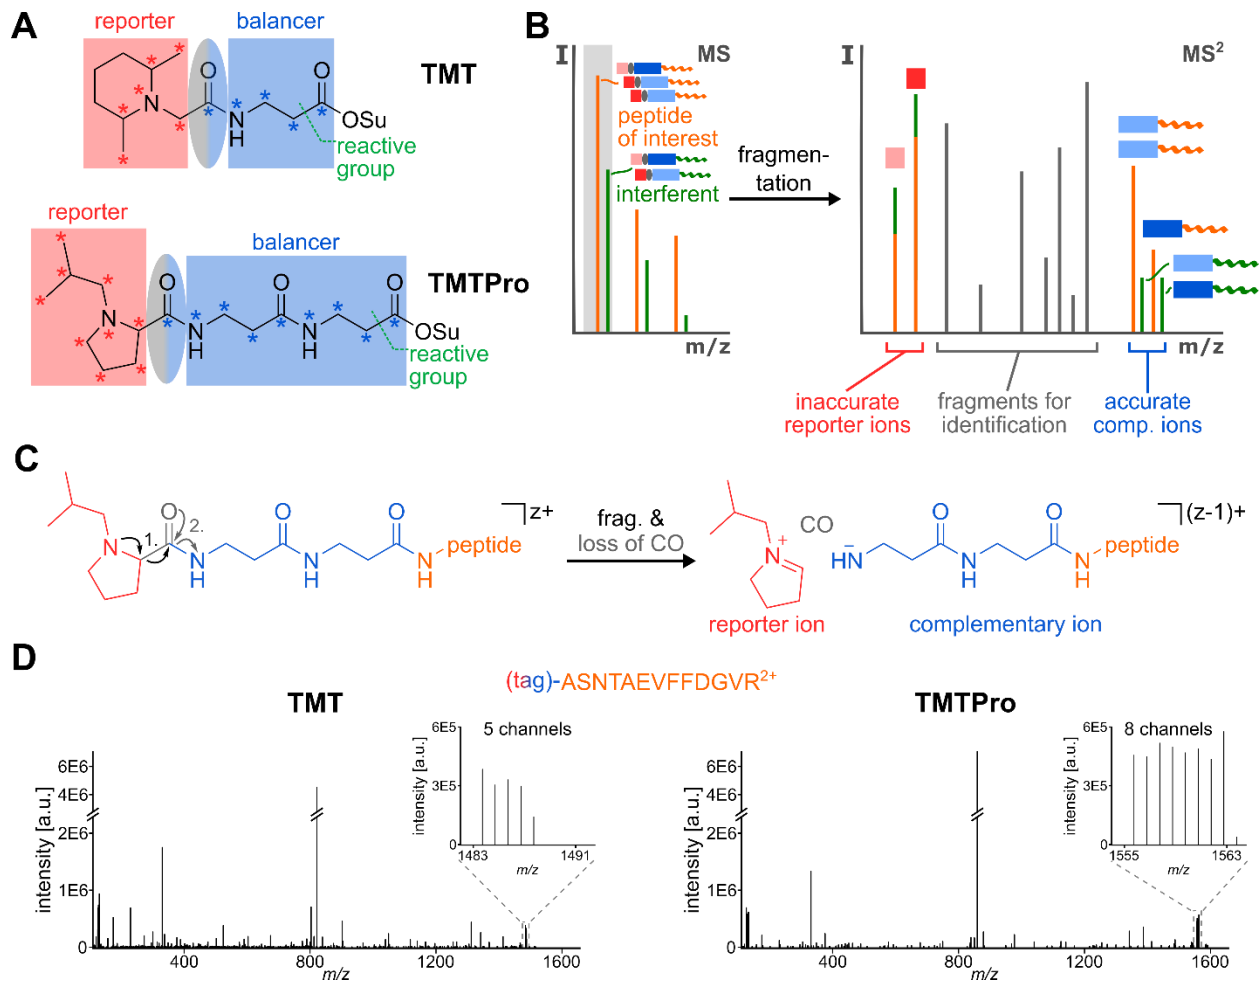 A
reporter
balancer
O
O
N
N
H
OSu
TMT
reactive
group
reporter
balancer
O
O
O
N
N
H
N
H
OSu
TMTPro
reactive
group
B
I
MS
peptide
of interest
interferent
m/z
fragmen-
tation
I
MS²
m/z
inaccurate
reporter ions
fragments for
identification
accurate
comp. ions
C
O
1.
2.
N
N
H
O
N
H
O
N
H
peptide
z+
frag. &
loss of CO
N
+
CO
reporter ion
−
HN
O
N
H
O
N
H
peptide
(z-1)+
complementary ion
D
(tag)-ASNTAEVFFDGVR²⁺
TMT
5 channels
intensity [a.u.]
6E6
4E6
2E6
1E6
0
400
800
1200
1600
m/z
intensity [a.u.]
6E5
3E5
0
1483
1491
m/z
TMTPro
8 channels
intensity [a.u.]
6E6
4E6
2E6
1E6
0
400
800
1200
1600
m/z
intensity [a.u.]
6E5
3E5
0
1555
1563
m/z